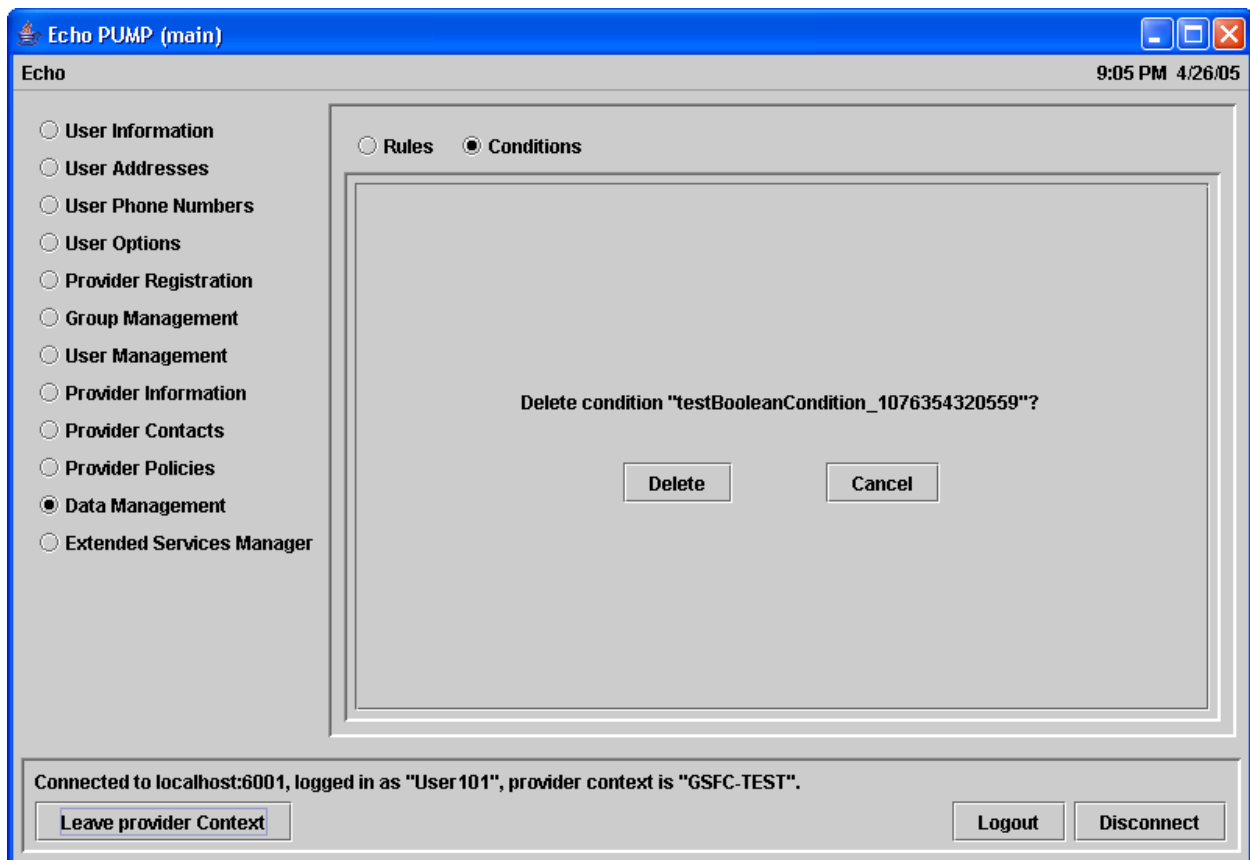 Echo PUMP (main)
Echo 9:05 PM 4/26/05
User Information
User Addresses
User Phone Numbers
User Options
Provider Registration
Group Management
User Management
Provider Information
Provider Contacts
Provider Policies
Data Management
Extended Services Manager
Rules Conditions
Delete condition "testBooleanCondition_1076354320559"?
Delete Cancel
Connected to localhost:6001, logged in as "User101", provider context is "GSFC-TEST".
Leave provider Context Logout Disconnect